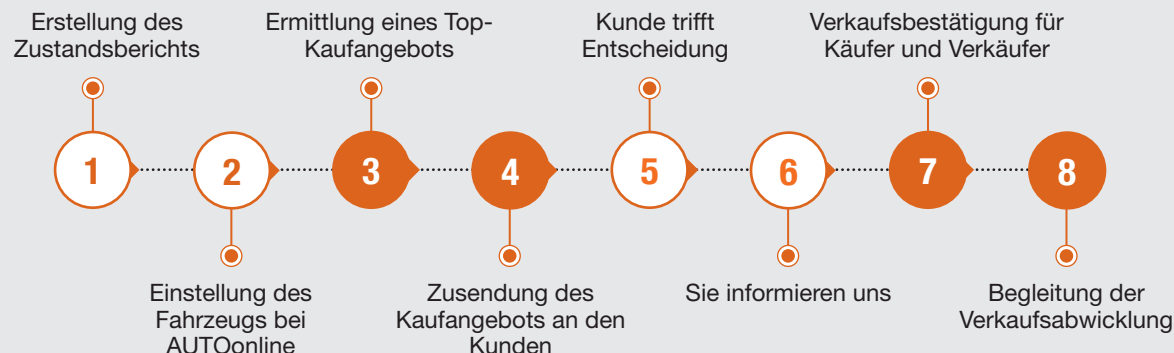 Erstellung des
Zustandsberichts
Ermittlung eines Top-
Kaufangebots
Kunde trifft
Entscheidung
Verkaufsbestätigung für
Käufer und Verkäufer
1
2
3
4
5
6
7
8
Einstellung des
Fahrzeugs bei
AUTOonline
Zusendung des
Kaufangebots an den
Kunden
Sie informieren uns
Begleitung der
Verkaufsabwicklung